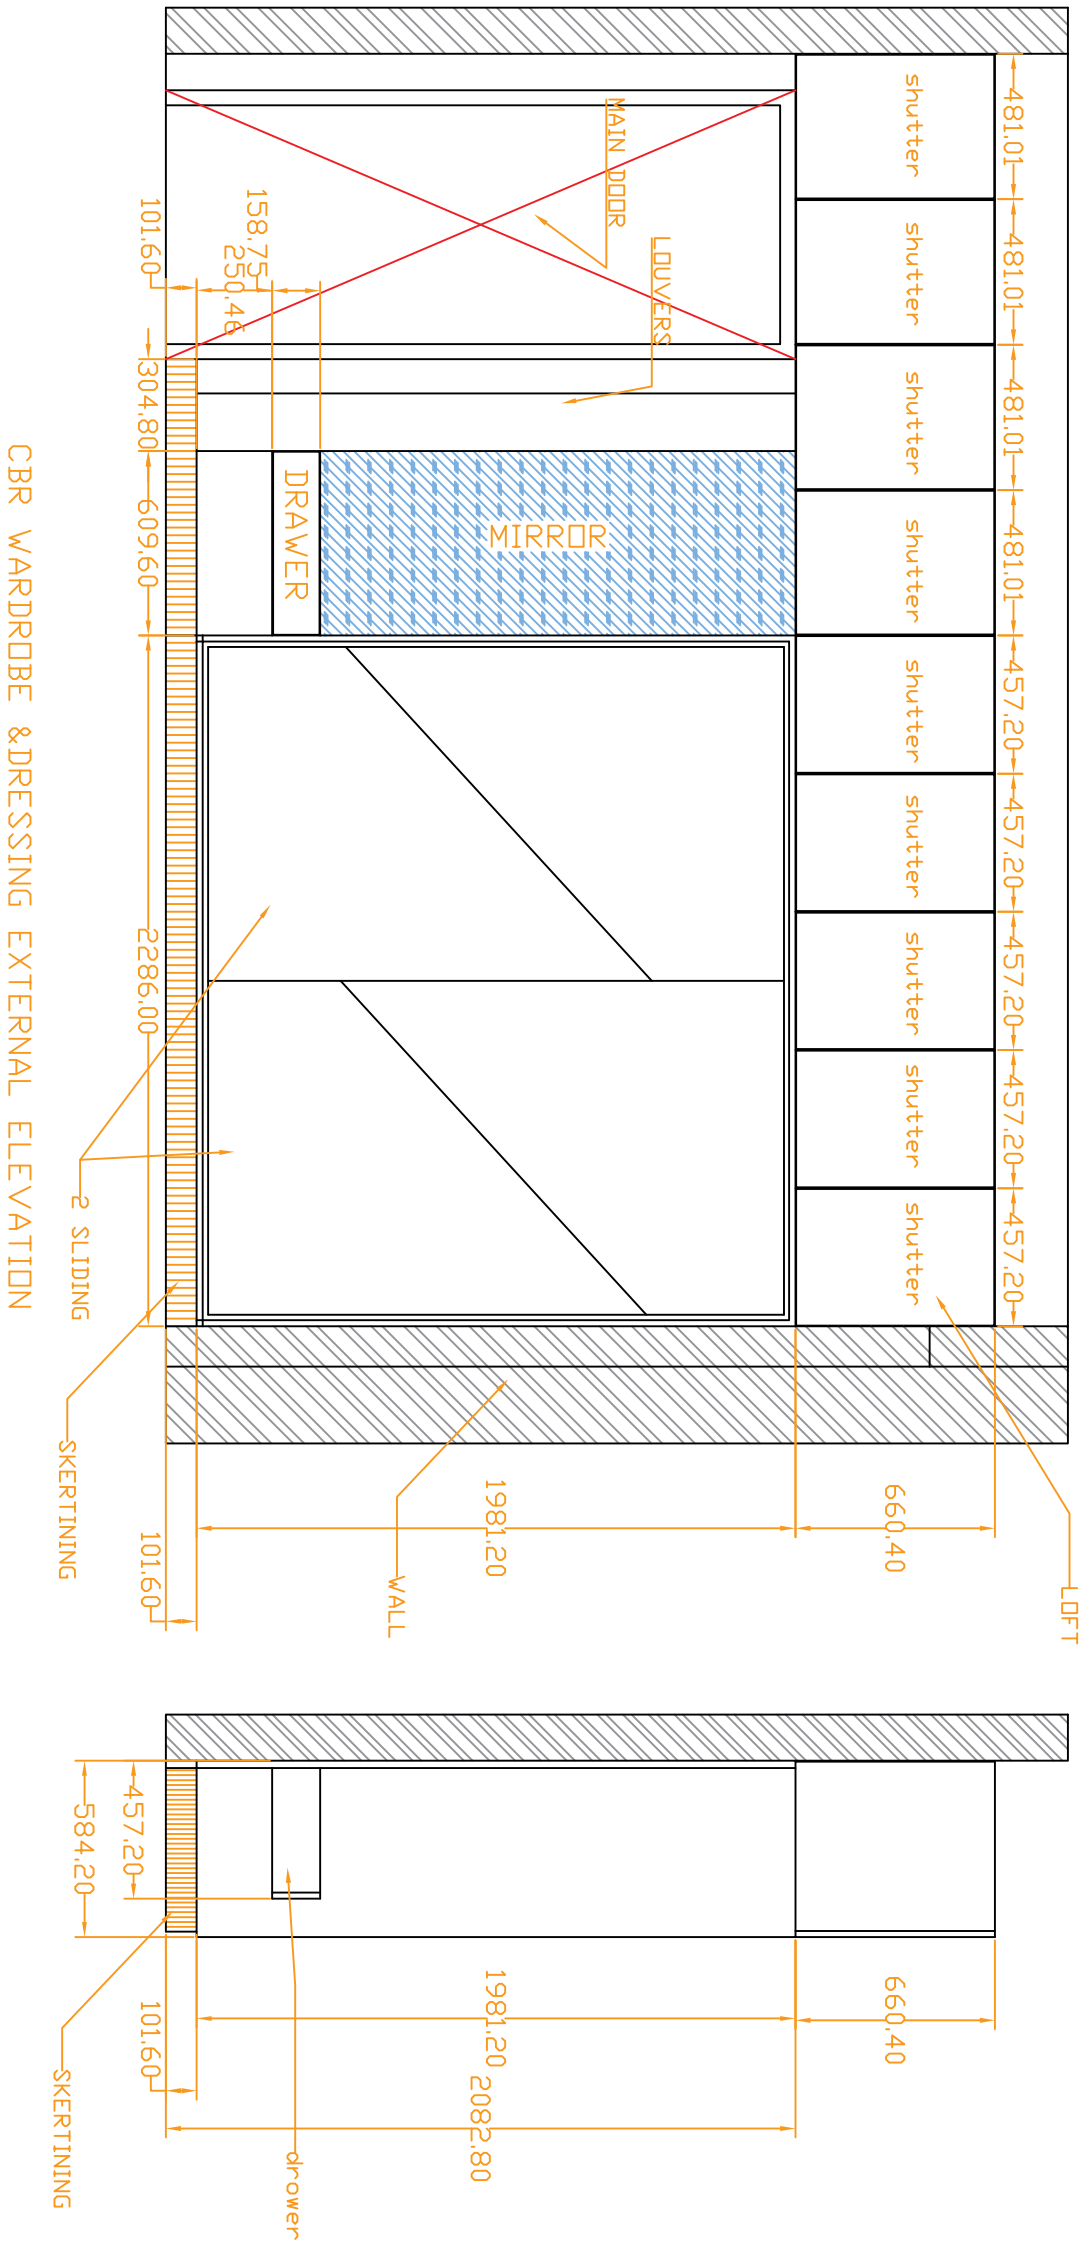 481.01
481.01
481.01
481.01
457.20
457.20
457.20
457.20
457.20
shutter
shutter
shutter
shutter
shutter
shutter
shutter
shutter
shutter
LOFT
660.40
MAIN DOOR
LOUVERS
MIRROR
1981.20
WALL
DRAWER
158.75
250.46
101.60
304.80
609.60
2286.00
101.60
2 SLIDING
SKERTINING
CBR WARDROBE &DRESSING EXTERNAL ELEVATION
660.40
1981.20
2082.80
drower
101.60
457.20
584.20
SKERTINING